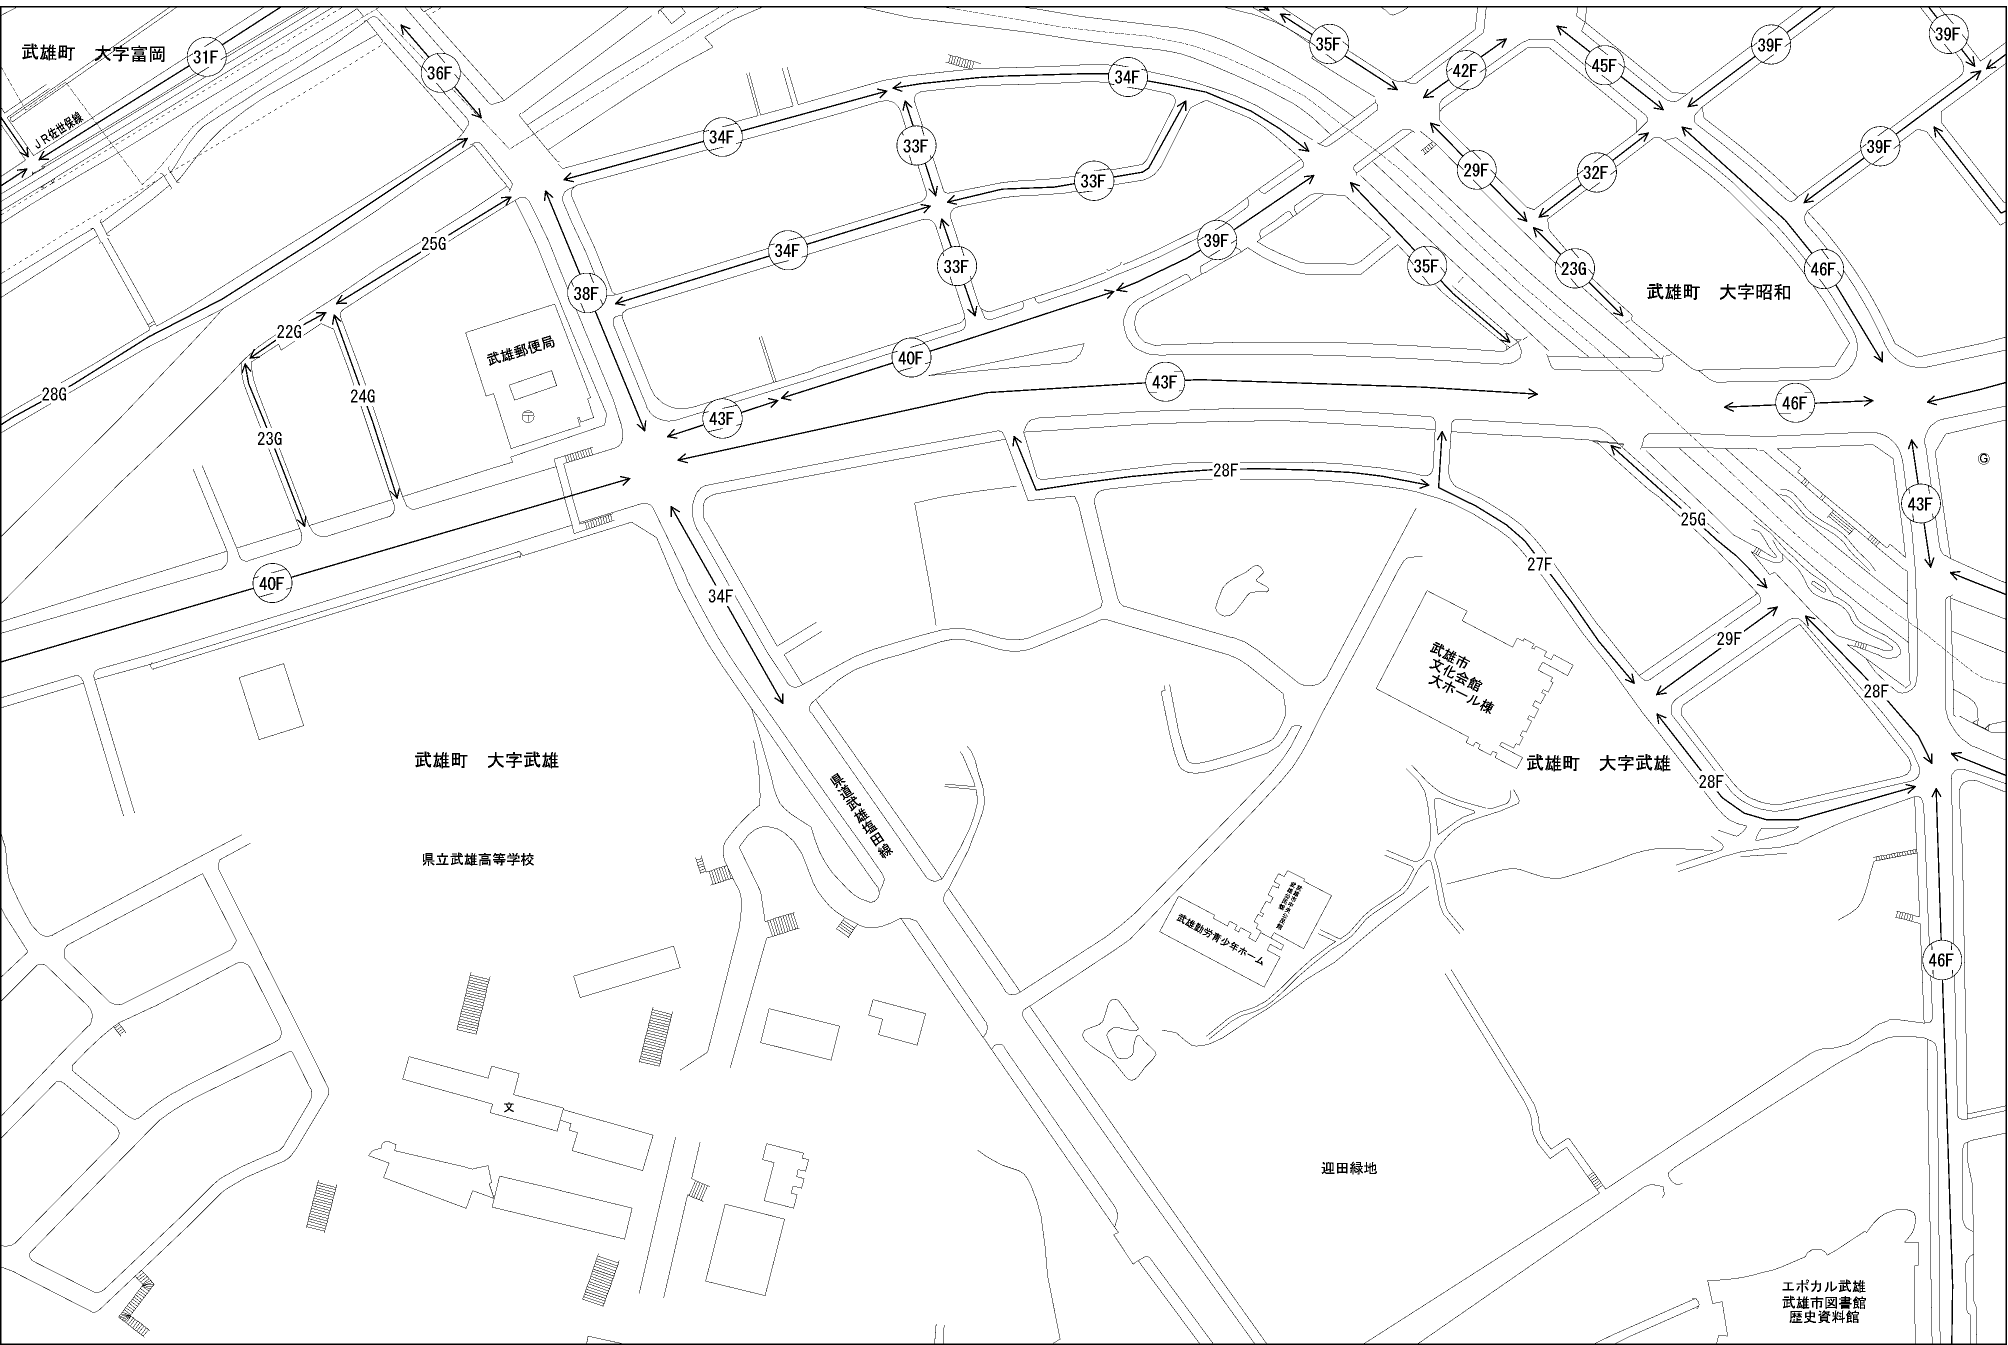 武雄町　大字富岡
31F
36F
35F
42F
45F
39F
39F
34F
34F
33F
33F
29F
32F
39F
ＪＲ佐世保線
25G
34F
33F
39F
35F
23G
46F
38F
武雄町　大字昭和
22G
武雄郵便局
〒
24G
28G
23G
43F
40F
43F
46F
28F
G
43F
25G
27F
40F
34F
29F
28F
武雄市
文化会館
大ホール棟
武雄町　大字武雄
県道武雄塩田線
武雄町　大字武雄
28F
県立武雄高等学校
武雄勤労青少年ホーム
46F
文
迎田緑地
エポカル武雄
武雄市図書館
歴史資料館